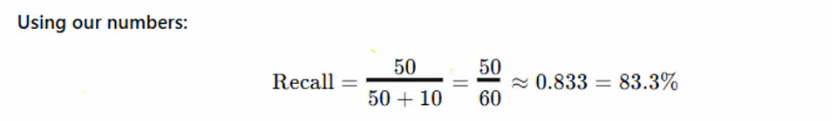 Using our numbers:
Recall = 50 / 50 + 10 = 50 / 60 ≈ 0.833 = 83.3%